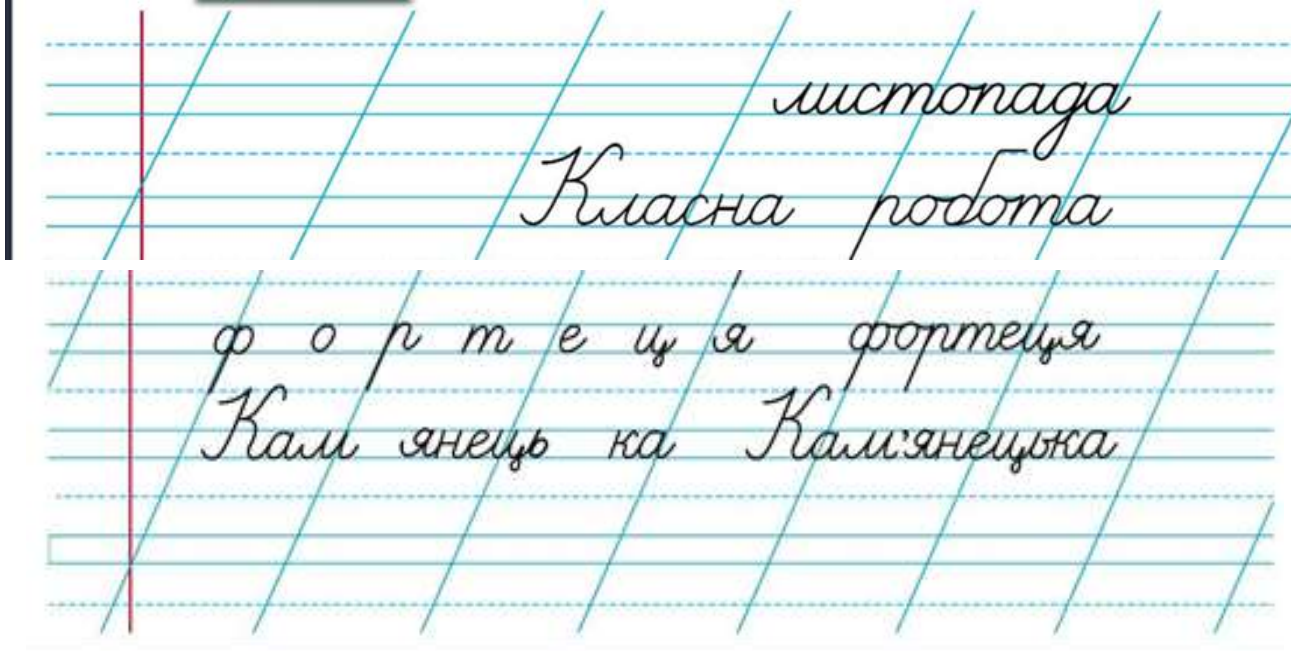 листопада
Класна робота
ф о р т е ц я фортеця
Кам янець ка Кам'янецька